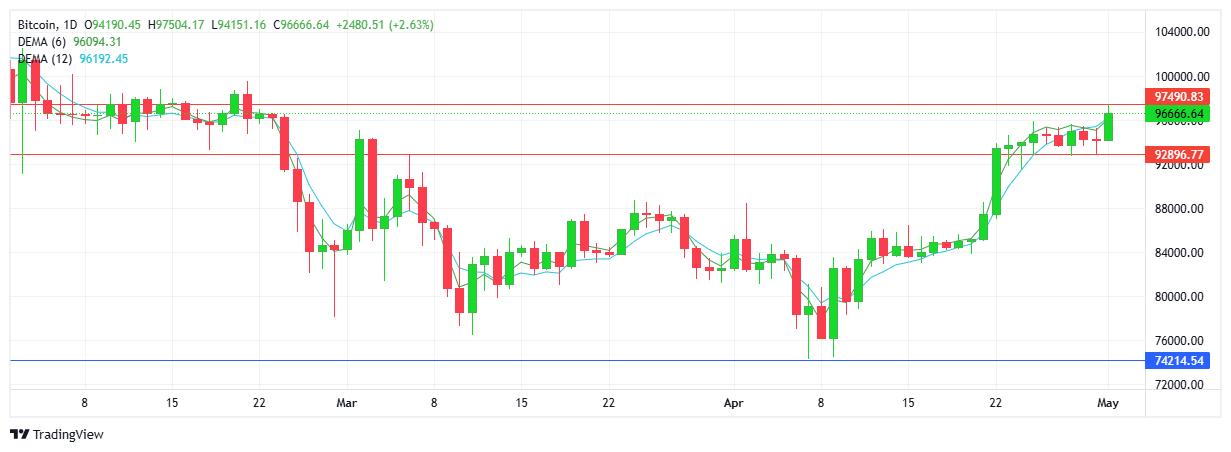 Bitcoin, 1D O94190.45 H97504.17 L94151.16 C96666.64 +2480.51 (+2.63%)
DEMA (6) 96094.31
DEMA (12) 96192.45
104000.00
100000.00
97490.83
96666.64
96000.00
92896.77
92000.00
88000.00
84000.00
80000.00
76000.00
74214.54
72000.00
8 15 22 Mar 8 15 22 Apr 8 15 22 May
TradingView